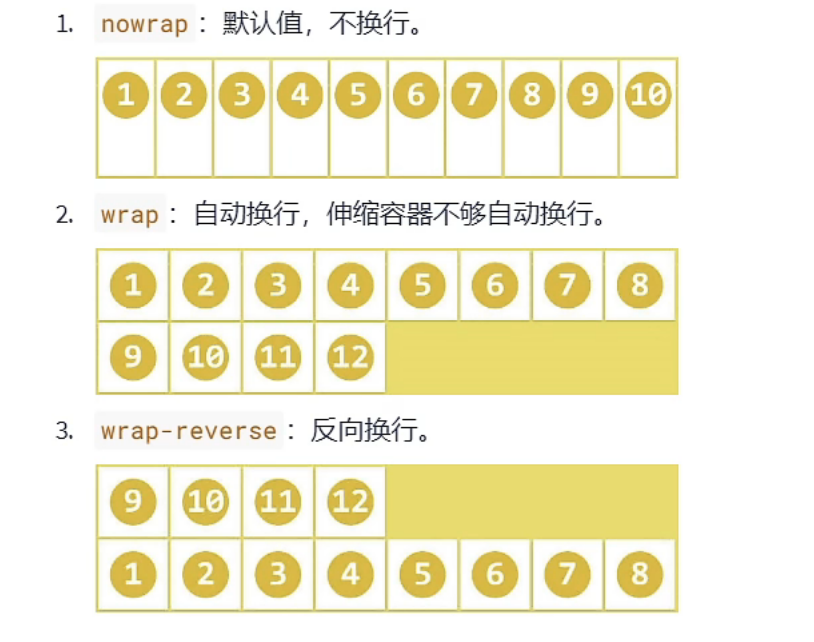 1. nowrap：默认值，不换行。
1 2 3 4 5 6 7 8 9 10
2. wrap：自动换行，伸缩容器不够自动换行。
1 2 3 4 5 6 7 8
9 10 11 12
3. wrap-reverse：反向换行。
9 10 11 12
1 2 3 4 5 6 7 8